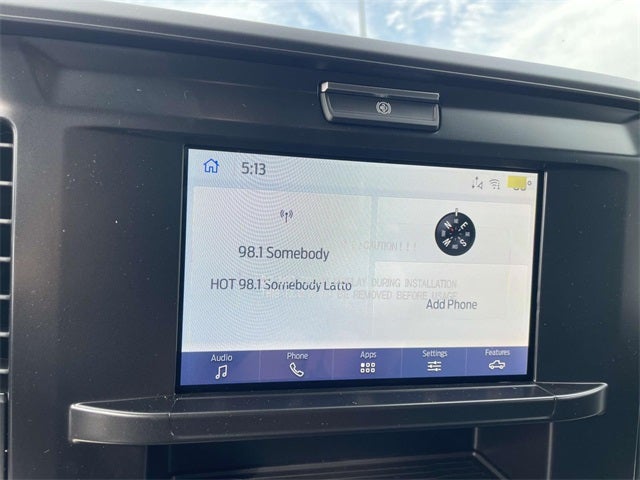 5:13
98.1 Somebody
HOT 98.1 Somebody Latto
CAUTION!!!
N E S W
DURING INSTALLATION
BE REMOVED BEFORE USAGE
Add Phone
Audio Phone Apps Settings Features